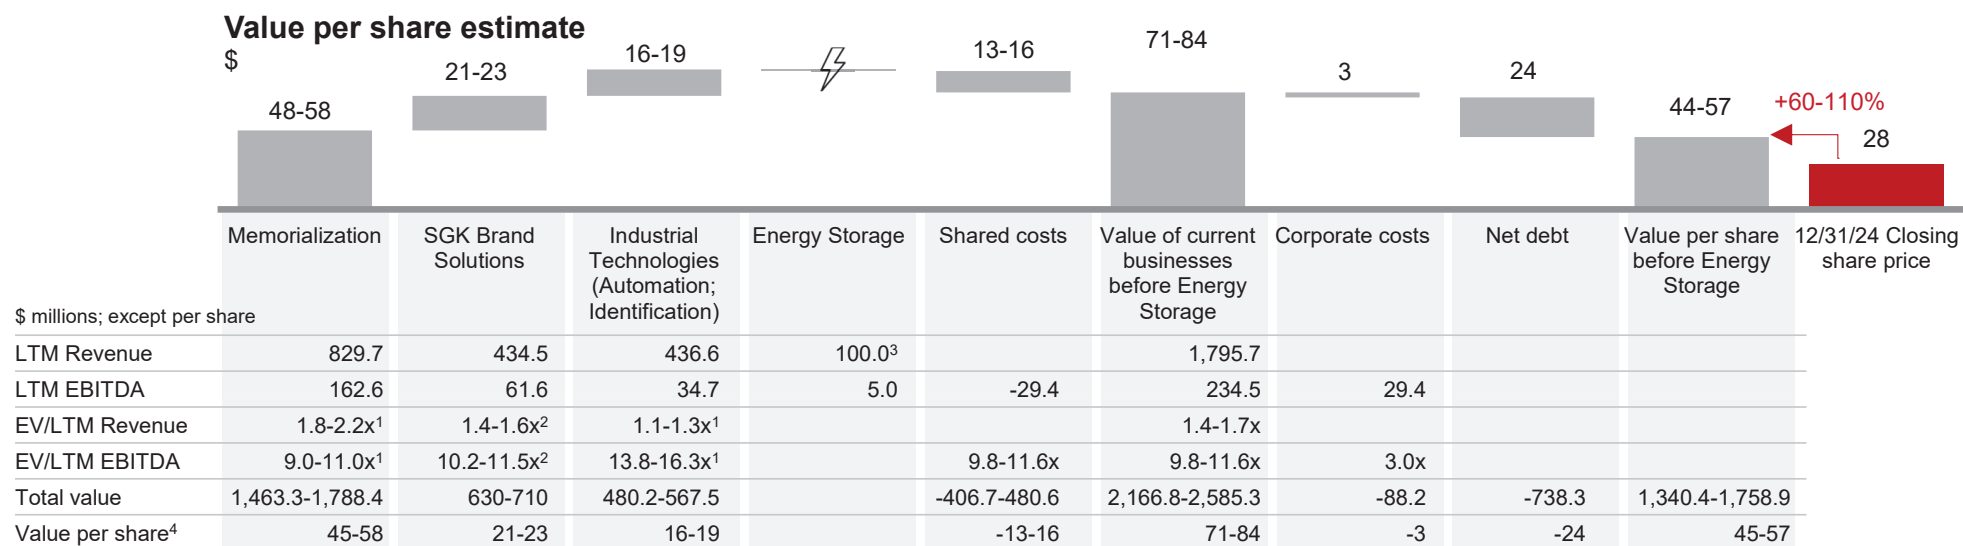 Value per share estimate
$
48-58
21-23
16-19
13-16
71-84
3
24
44-57
+60-110%
28
Memorialization
SGK Brand
Solutions
Industrial
Technologies
(Automation;
Identification)
Energy Storage
Shared costs
Value of current
businesses
before Energy
Storage
Corporate costs
Net debt
Value per share
before Energy
Storage
12/31/24 Closing
share price
$ millions; except per share
LTM Revenue 829.7 434.5 436.6 100.0³ 1,795.7
LTM EBITDA 162.6 61.6 34.7 5.0 -29.4 234.5 29.4
EV/LTM Revenue 1.8-2.2x¹ 1.4-1.6x² 1.1-1.3x¹ 1.4-1.7x
EV/LTM EBITDA 9.0-11.0x¹ 10.2-11.5x² 13.8-16.3x¹ 9.8-11.6x 9.8-11.6x 3.0x
Total value 1,463.3-1,788.4 630-710 480.2-567.5 -406.7-480.6 2,166.8-2,585.3 -88.2 -738.3 1,340.4-1,758.9
Value per share⁴ 45-58 21-23 16-19 -13-16 71-84 -3 -24 45-57